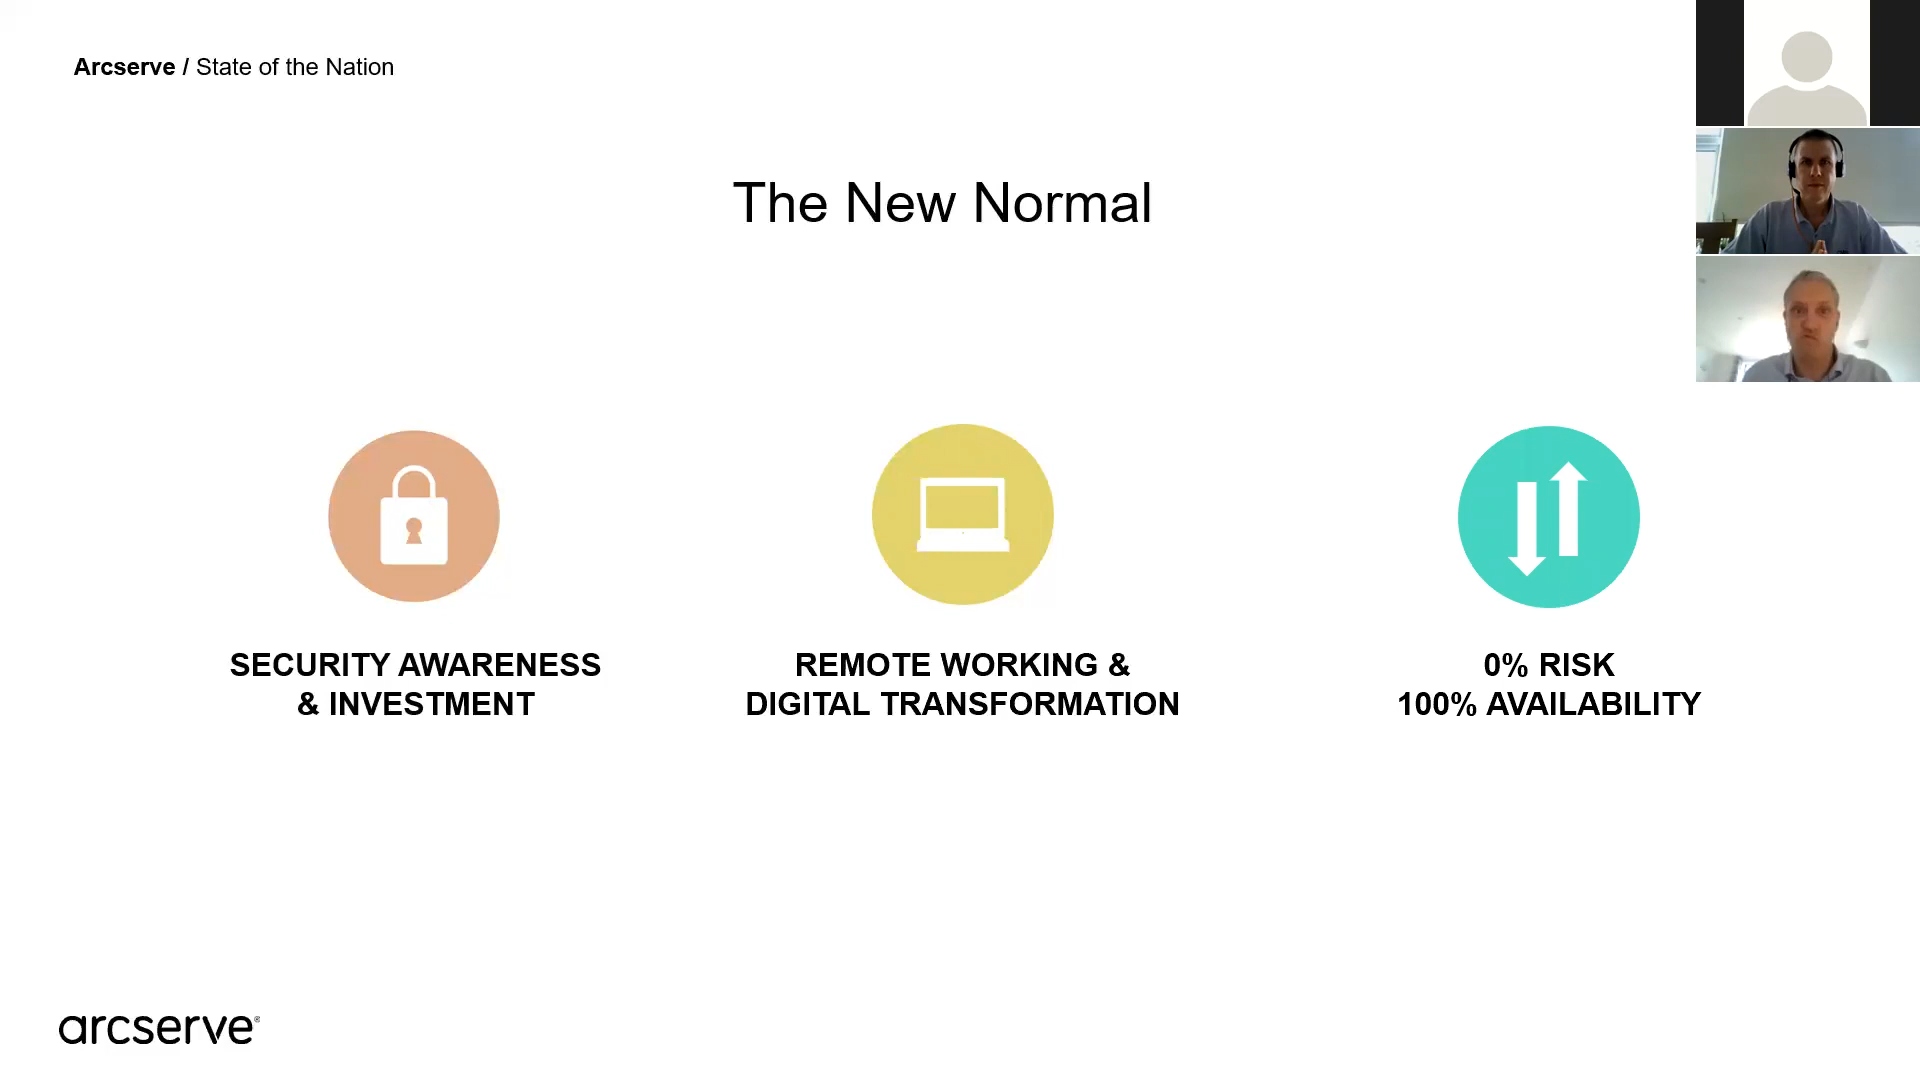 Arcserve / State of the Nation
The New Normal
SECURITY AWARENESS
& INVESTMENT
REMOTE WORKING &
DIGITAL TRANSFORMATION
0% RISK
100% AVAILABILITY
arcserve®